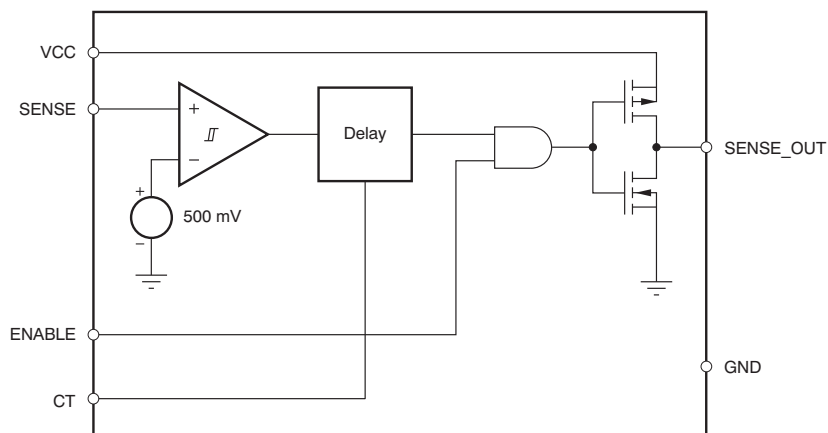 VCC
SENSE
+
−
Delay
SENSE_OUT
+
500 mV
−
ENABLE
GND
CT